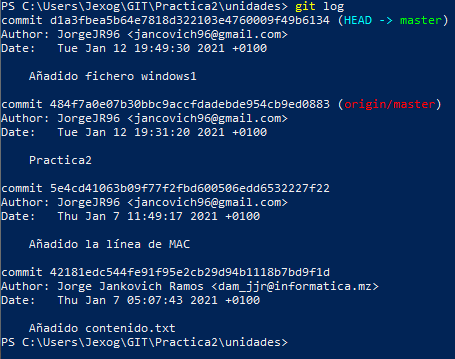 PS C:\Users\Jexog\GIT\Practica2\unidades> git log
commit d1a3fbea5b64e7818d322103e4760009f49b6134 (HEAD -> master)
Author: JorgeJR96 <jancovich96@gmail.com>
Date:   Tue Jan 12 19:49:30 2021 +0100
Añadido fichero windows1
commit 484f7a0e07b30bbc9accfdadebde954cb9ed0883 (origin/master)
Author: JorgeJR96 <jancovich96@gmail.com>
Date:   Tue Jan 12 19:31:20 2021 +0100
Practica2
commit 5e4cd41063b09f77f2fbd600506edd6532227f22
Author: JorgeJR96 <jancovich96@gmail.com>
Date:   Thu Jan 7 11:49:17 2021 +0100
Añadido la línea de MAC
commit 42181edc544fe91f95e2cb29d94b1118b7bd9f1d
Author: Jorge Jankovich Ramos <dam_jjr@informatica.mz>
Date:   Thu Jan 7 05:07:43 2021 +0100
Añadido contenido.txt
PS C:\Users\Jexog\GIT\Practica2\unidades>